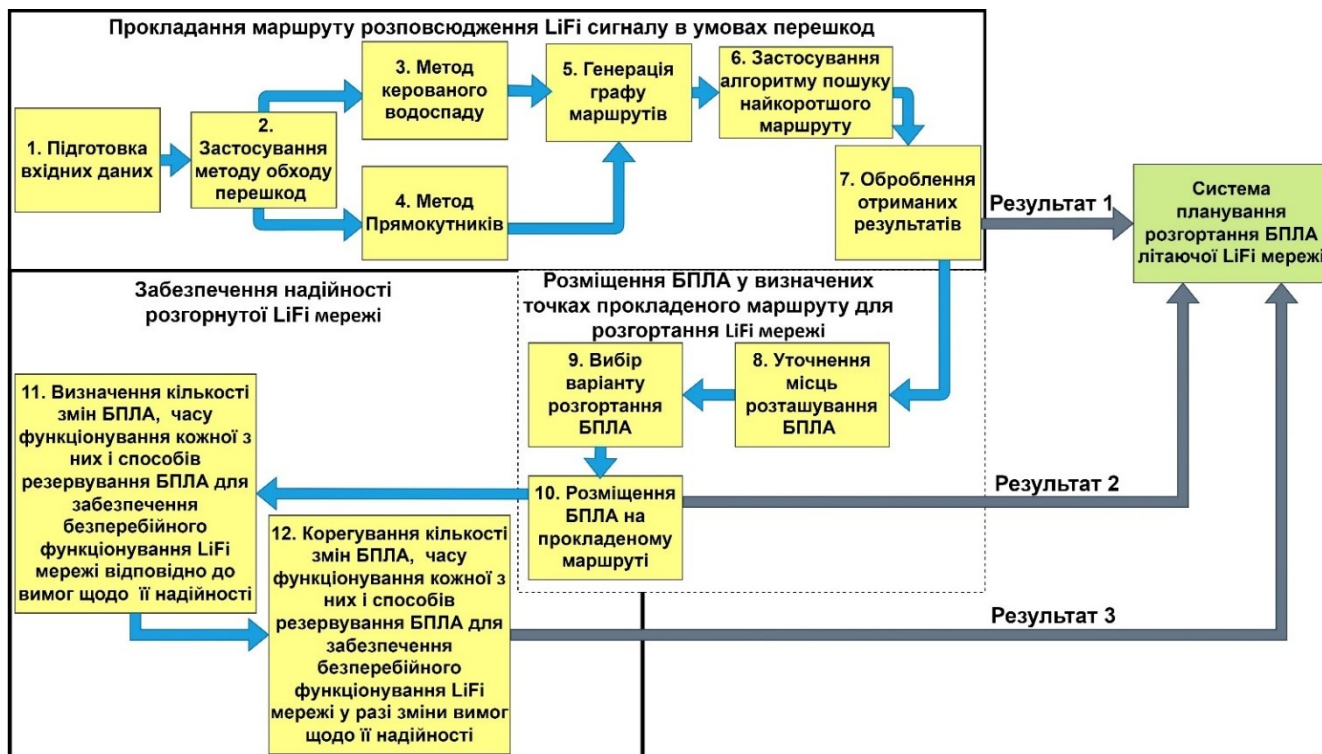 Прокладання маршруту розповсюдження LiFi сигналу в умовах перешкод
1. Підготовка
вхідних даних
2.
Застосування
методу обходу
перешкод
3. Метод
керованого
водоспаду
4. Метод
Прямокутників
5. Генерація
графу
маршрутів
6. Застосування
алгоритму пошуку
найкоротшого
маршруту
7. Оброблення
отриманих
результатів
Результат 1
Система
планування
розгортання БПЛА
літаючої LiFi мережі
Розміщення БПЛА у визначених
точках прокладеного маршруту для
розгортання LiFi мережі
8. Уточнення
місць
розташування
БПЛА
9. Вибір
варіанту
розгортання
БПЛА
10. Розміщення
БПЛА на
прокладеному
маршруті
Результат 2
Забезпечення надійності
розгорнутої LiFi мережі
11. Визначення кількості
змін БПЛА, часу
функціонування кожної з
них і способів
резервування БПЛА для
забезпечення
безперебійного
функціонування LiFi
мережі відповідно до
вимог щодо її надійності
12. Корегування кількості
змін БПЛА, часу
функціонування кожної з
них і способів
резервування БПЛА для
забезпечення
безперебійного
функціонування LiFi
мережі у разі зміни вимог
щодо її надійності
Результат 3